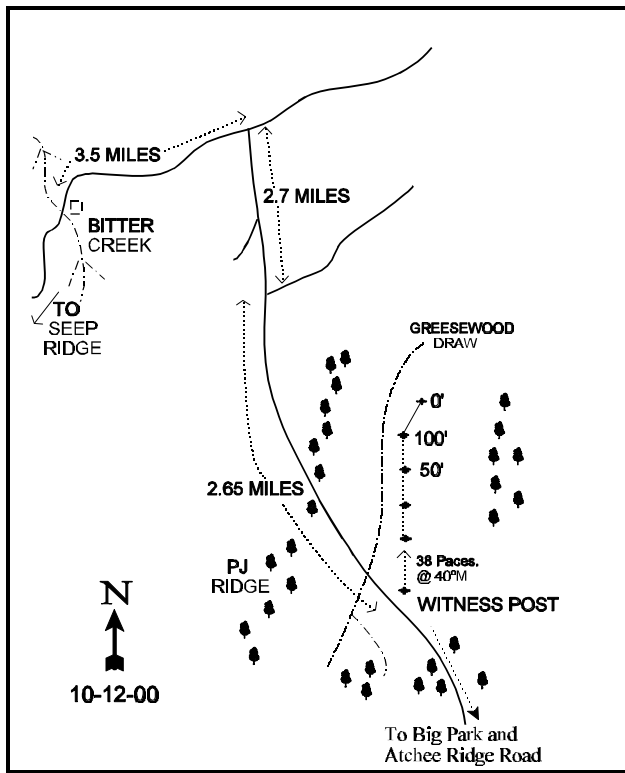 3.5 MILES
2.7 MILES
BITTER
CREEK
TO
SEEP
RIDGE
GREESEWOOD
DRAW
0'
100'
50'
2.65 MILES
38 Paces.
@ 40°M
PJ
RIDGE
WITNESS POST
N
10-12-00
To Big Park and
Atchee Ridge Road